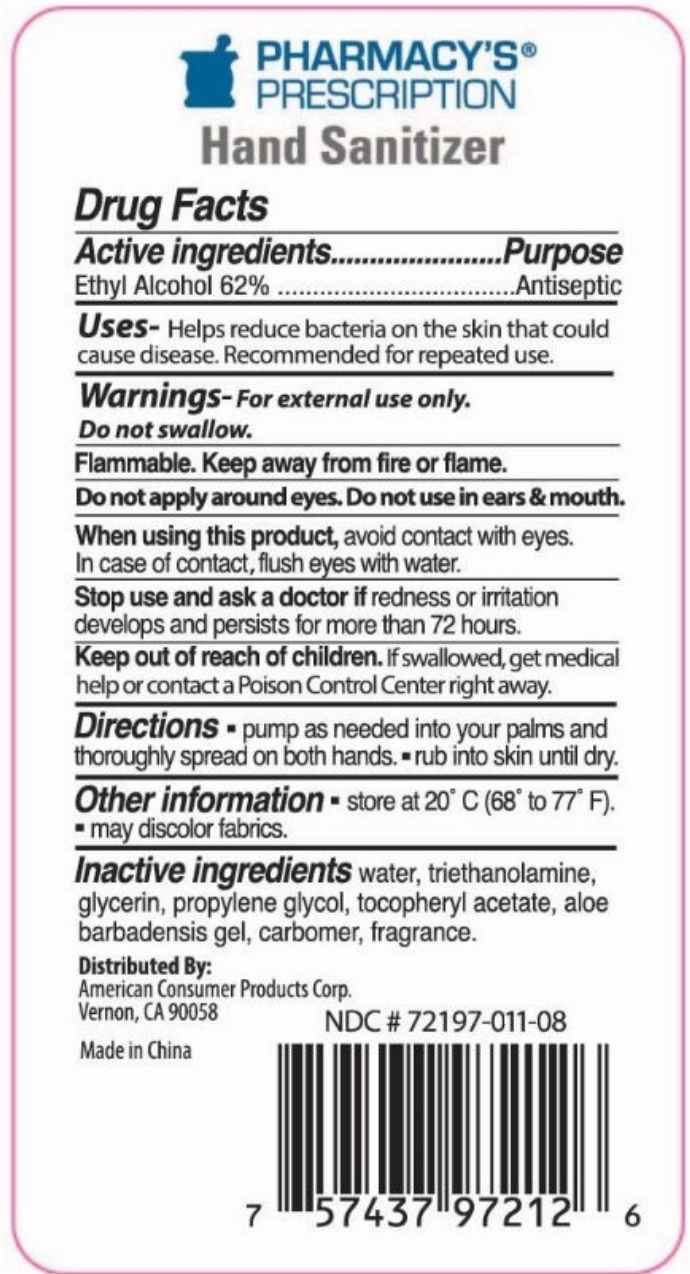 PHARMACY'S®
PRESCRIPTION
Hand Sanitizer
Drug Facts
Active ingredients......................Purpose
Ethyl Alcohol 62% ..................................Antiseptic
Uses- Helps reduce bacteria on the skin that could
cause disease. Recommended for repeated use.
Warnings- For external use only.
Do not swallow.
Flammable. Keep away from fire or flame.
Do not apply around eyes. Do not use in ears & mouth.
When using this product, avoid contact with eyes.
In case of contact, flush eyes with water.
Stop use and ask a doctor if redness or irritation
develops and persists for more than 72 hours.
Keep out of reach of children. If swallowed, get medical
help or contact a Poison Control Center right away.
Directions ▪ pump as needed into your palms and
thoroughly spread on both hands. ▪ rub into skin until dry.
Other information ▪ store at 20° C (68° to 77° F).
▪ may discolor fabrics.
Inactive ingredients water, triethanolamine,
glycerin, propylene glycol, tocopheryl acetate, aloe
barbadensis gel, carbomer, fragrance.
Distributed By:
American Consumer Products Corp.
Vernon, CA 90058
NDC # 72197-011-08
Made in China
7 57437 97212 6